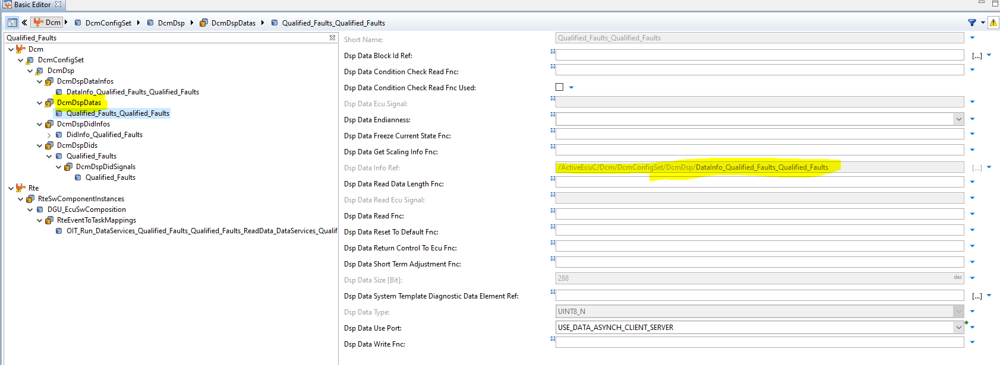 Basic Editor
Dcm DcmConfigSet DcmDsp DcmDspDatas Qualified_Faults_Qualified_Faults
Qualified_Faults
Dcm
DcmConfigSet
DcmDsp
DcmDspDataInfos
DataInfo_Qualified_Faults_Qualified_Faults
DcmDspDatas
Qualified_Faults_Qualified_Faults
DcmDspDidInfos
DidInfo_Qualified_Faults
DcmDspDids
Qualified_Faults
DcmDspDidSignals
Qualified_Faults
Rte
RteSwComponentInstances
DGU_EcuSwComposition
RteEventToTaskMappings
OIT_Run_DataServices_Qualified_Faults_Qualified_Faults_ReadData_DataServices_Qualif
Short Name: Qualified_Faults_Qualified_Faults
Dsp Data Block Id Ref: [...]
Dsp Data Condition Check Read Fnc:
Dsp Data Condition Check Read Fnc Used:
Dsp Data Ecu Signal:
Dsp Data Endianness:
Dsp Data Freeze Current State Fnc:
Dsp Data Get Scaling Info Fnc:
Dsp Data Info Ref: /ActiveEcuC/Dcm/DcmConfigSet/DcmDsp/DataInfo_Qualified_Faults_Qualified_Faults [...]
Dsp Data Read Data Length Fnc:
Dsp Data Read Ecu Signal:
Dsp Data Read Fnc:
Dsp Data Reset To Default Fnc:
Dsp Data Return Control To Ecu Fnc:
Dsp Data Short Term Adjustment Fnc:
Dsp Data Size [Bit]: 288 dec
Dsp Data System Template Diagnostic Data Element Ref: [...]
Dsp Data Type: UINT8_N
Dsp Data Use Port: USE_DATA_ASYNCH_CLIENT_SERVER *
Dsp Data Write Fnc: